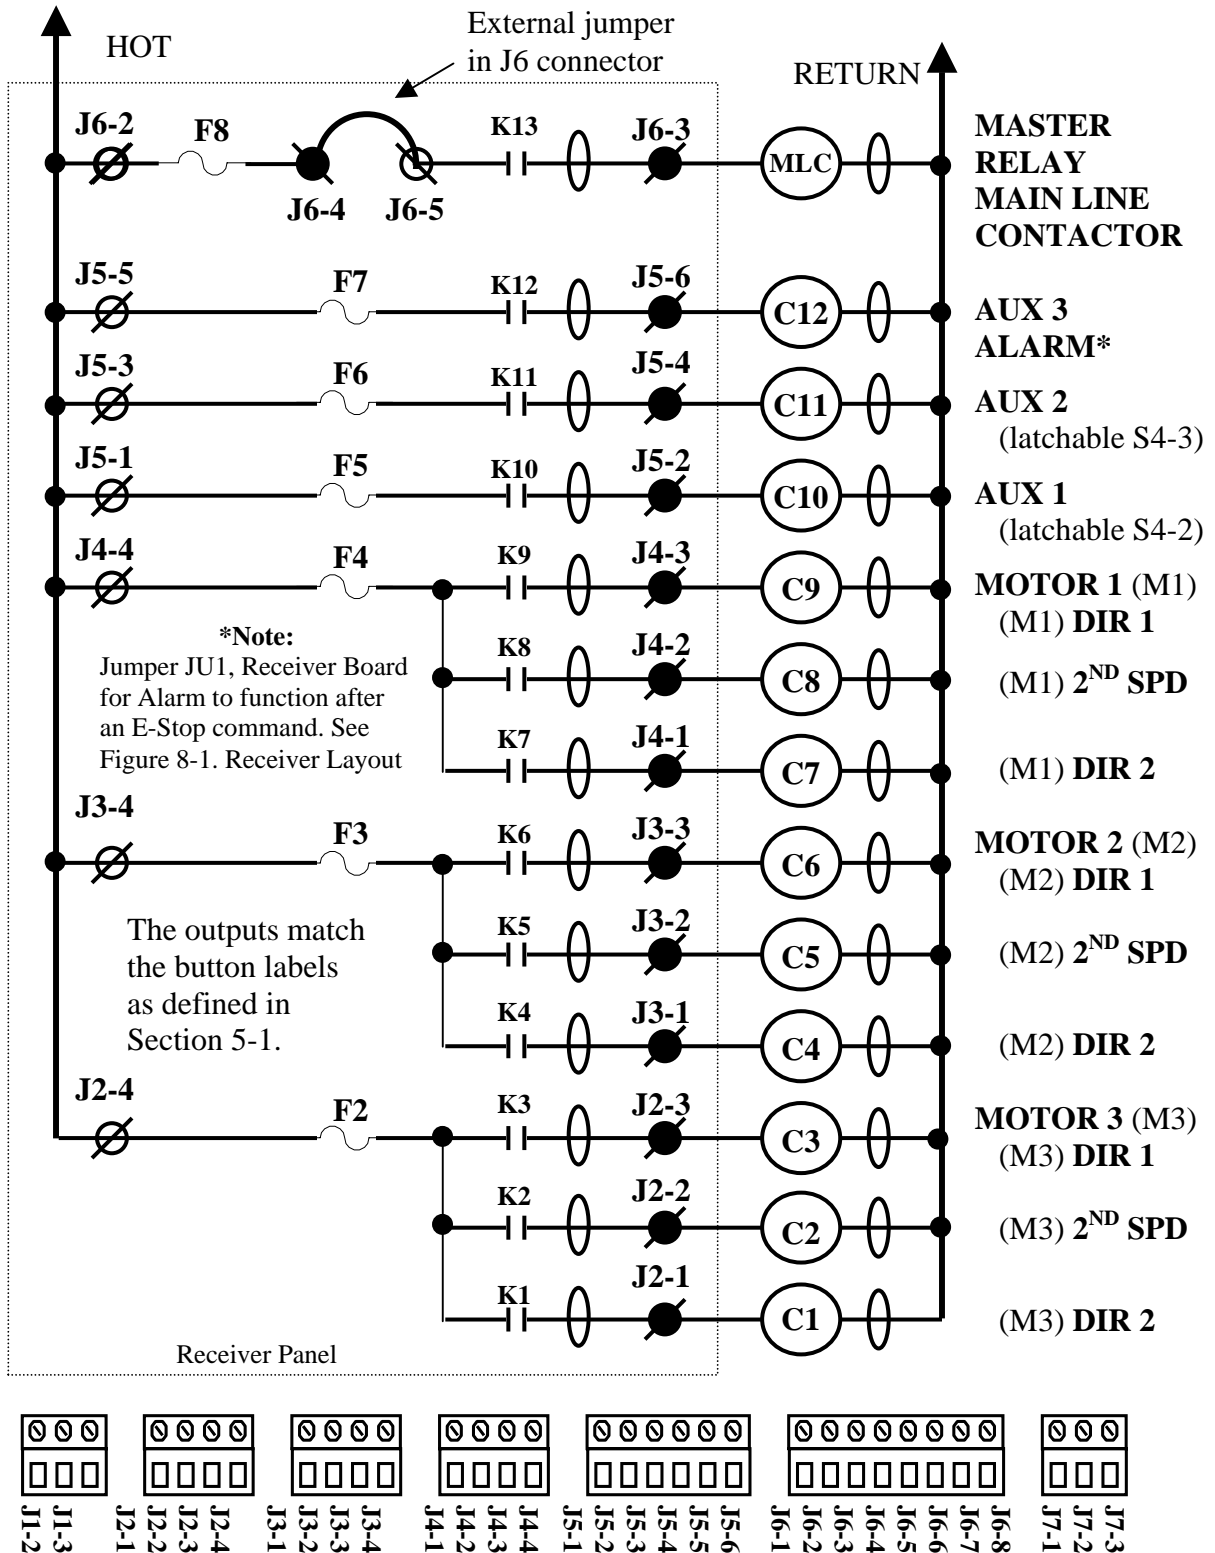 HOT
External jumper
in J6 connector
RETURN
J6-2
F8
J6-4
J6-5
K13
J6-3
MLC
MASTER
RELAY
MAIN LINE
CONTACTOR
J5-5
F7
K12
J5-6
C12
AUX 3
ALARM*
J5-3
F6
K11
J5-4
C11
AUX 2
(latchable S4-3)
J5-1
F5
K10
J5-2
C10
AUX 1
(latchable S4-2)
J4-4
F4
K9
J4-3
C9
MOTOR 1 (M1)
(M1) DIR 1
*Note:
Jumper JU1, Receiver Board
for Alarm to function after
an E-Stop command. See
Figure 8-1. Receiver Layout
K8
J4-2
C8
(M1) 2ND SPD
K7
J4-1
C7
(M1) DIR 2
J3-4
F3
K6
J3-3
C6
MOTOR 2 (M2)
(M2) DIR 1
The outputs match
the button labels
as defined in
Section 5-1.
K5
J3-2
C5
(M2) 2ND SPD
K4
J3-1
C4
(M2) DIR 2
J2-4
F2
K3
J2-3
C3
MOTOR 3 (M3)
(M3) DIR 1
K2
J2-2
C2
(M3) 2ND SPD
K1
J2-1
C1
(M3) DIR 2
Receiver Panel
J1-2
J1-3
J2-1
J2-2
J2-3
J2-4
J3-1
J3-2
J3-3
J3-4
J4-1
J4-2
J4-3
J4-4
J5-1
J5-2
J5-3
J5-4
J5-5
J5-6
J6-1
J6-2
J6-3
J6-4
J6-5
J6-6
J6-7
J6-8
J7-1
J7-2
J7-3